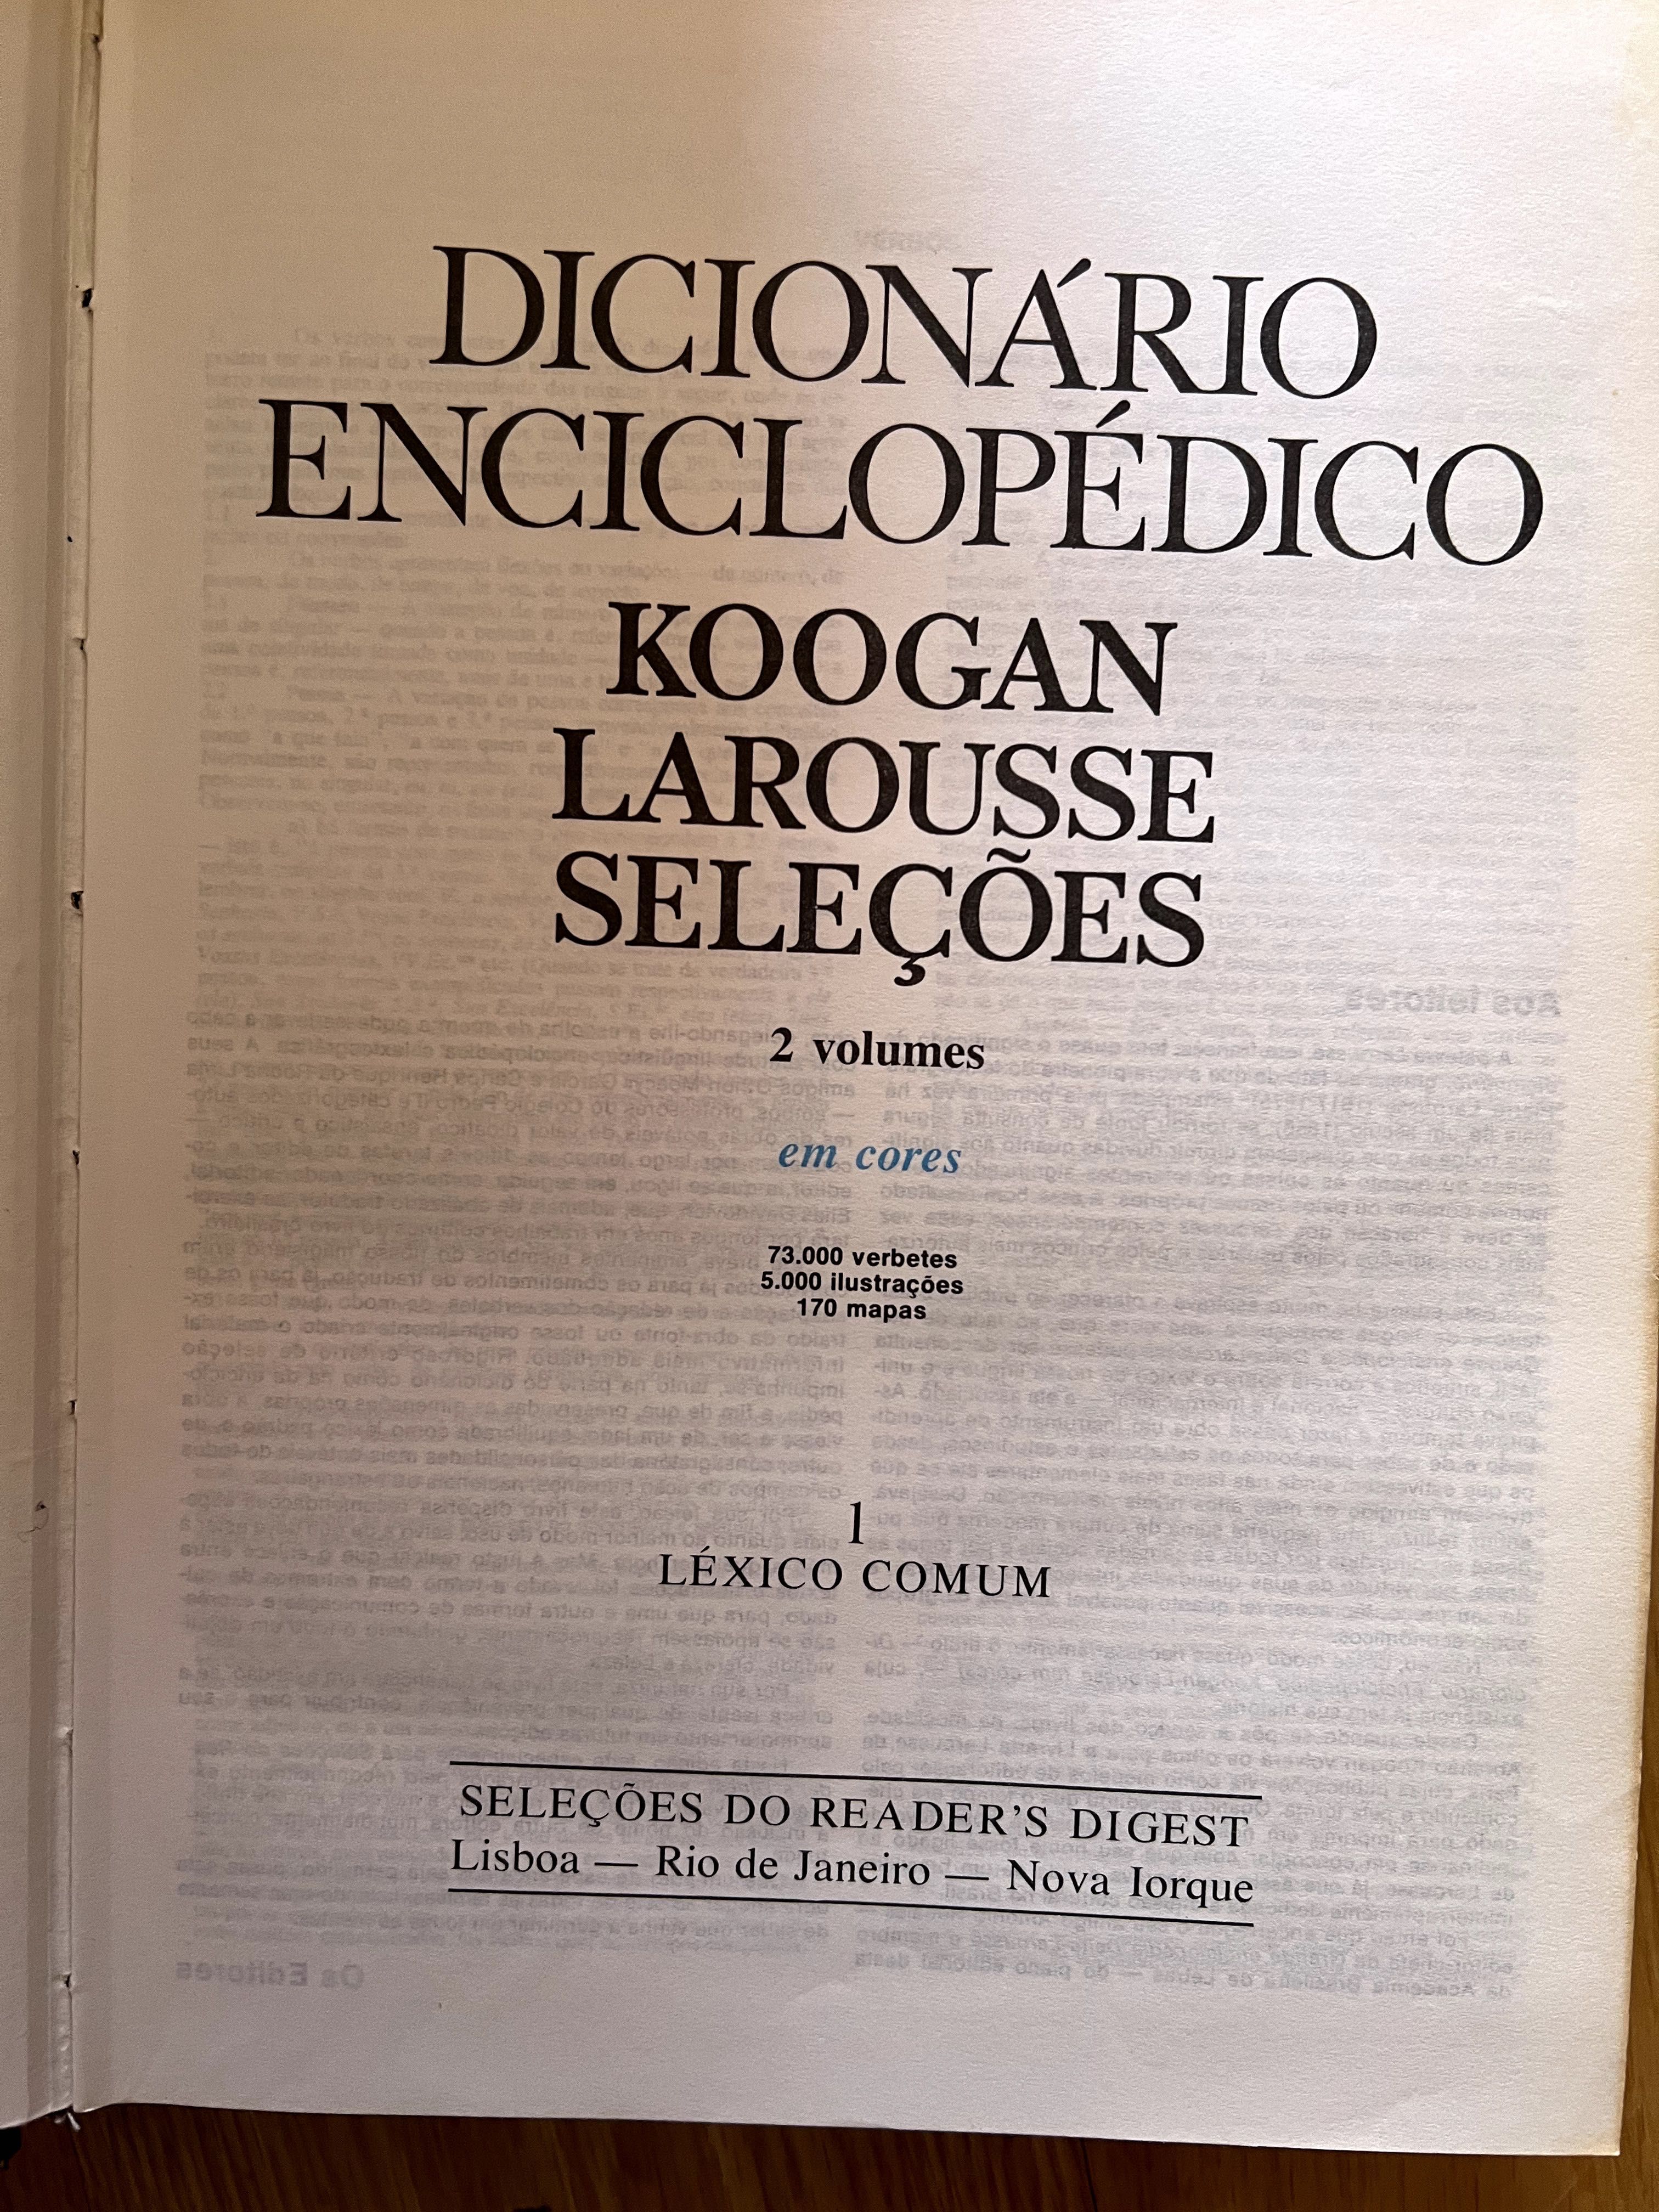 DICIONÁRIO
ENCICLOPÉDICO
KOOGAN
LAROUSSE
SELEÇÕES
2 volumes
em cores
73.000 verbetes
5.000 ilustrações
170 mapas
1
LÉXICO COMUM
SELEÇÕES DO READER'S DIGEST
Lisboa — Rio de Janeiro — Nova Iorque